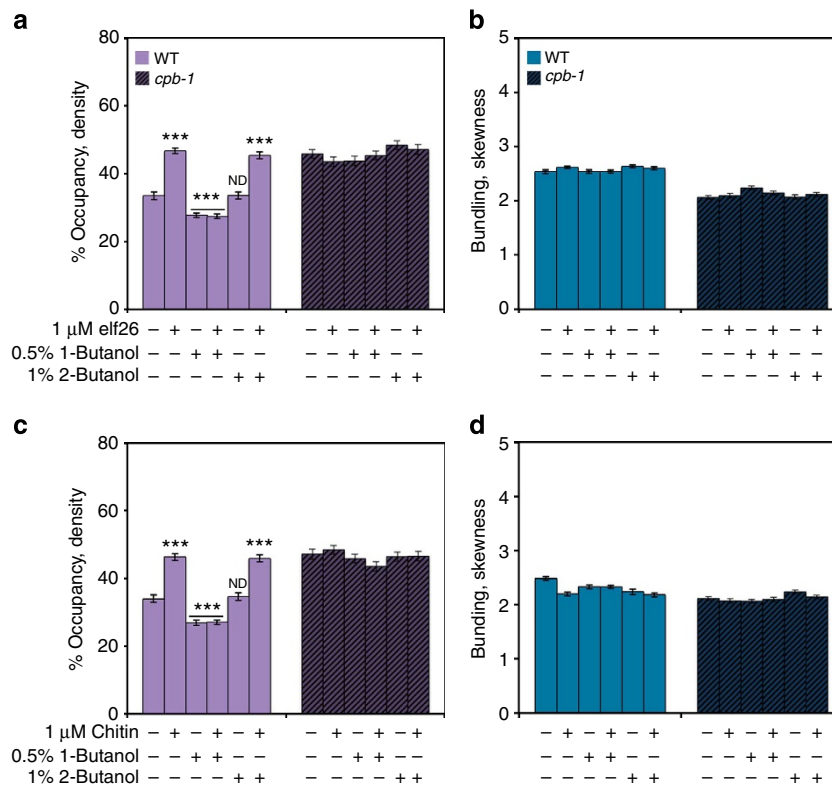 a
80
60
40
20
0
% Occupancy, density
WT
cpb-1
***
***
ND
***
1 μM elf26 − + − + − + − + − + − +
0.5% 1-Butanol − − + + − − − − + + − −
1% 2-Butanol − − − − + + − − − − + +
b
5
4
3
2
1
0
Bundling, skewness
WT
cpb-1
− + − + − + − + − + − +
− − + + − − − − + + − −
− − − − + + − − − − + +
c
80
60
40
20
0
% Occupancy, density
***
***
ND
***
1 μM Chitin − + − + − + − + − + − +
0.5% 1-Butanol − − + + − − − − + + − −
1% 2-Butanol − − − − + + − − − − + +
d
5
4
3
2
1
0
Bunding, skewness
− + − + − + − + − + − +
− − + + − − − − + + − −
− − − − + + − − − − + +